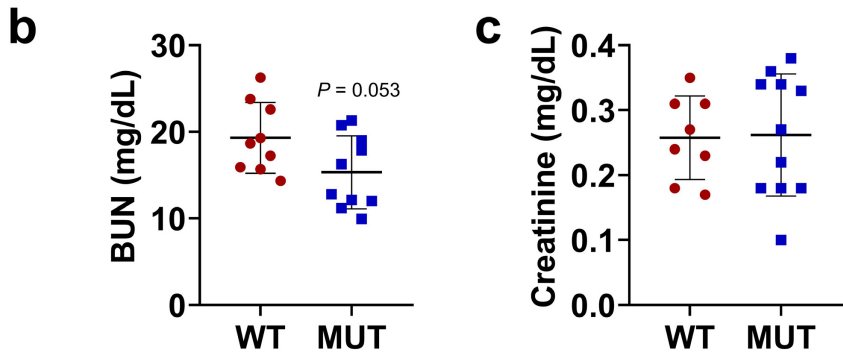 b
BUN (mg/dL)
30
20
10
0
P = 0.053
WT MUT
c
Creatinine (mg/dL)
0.4
0.3
0.2
0.1
0.0
WT MUT